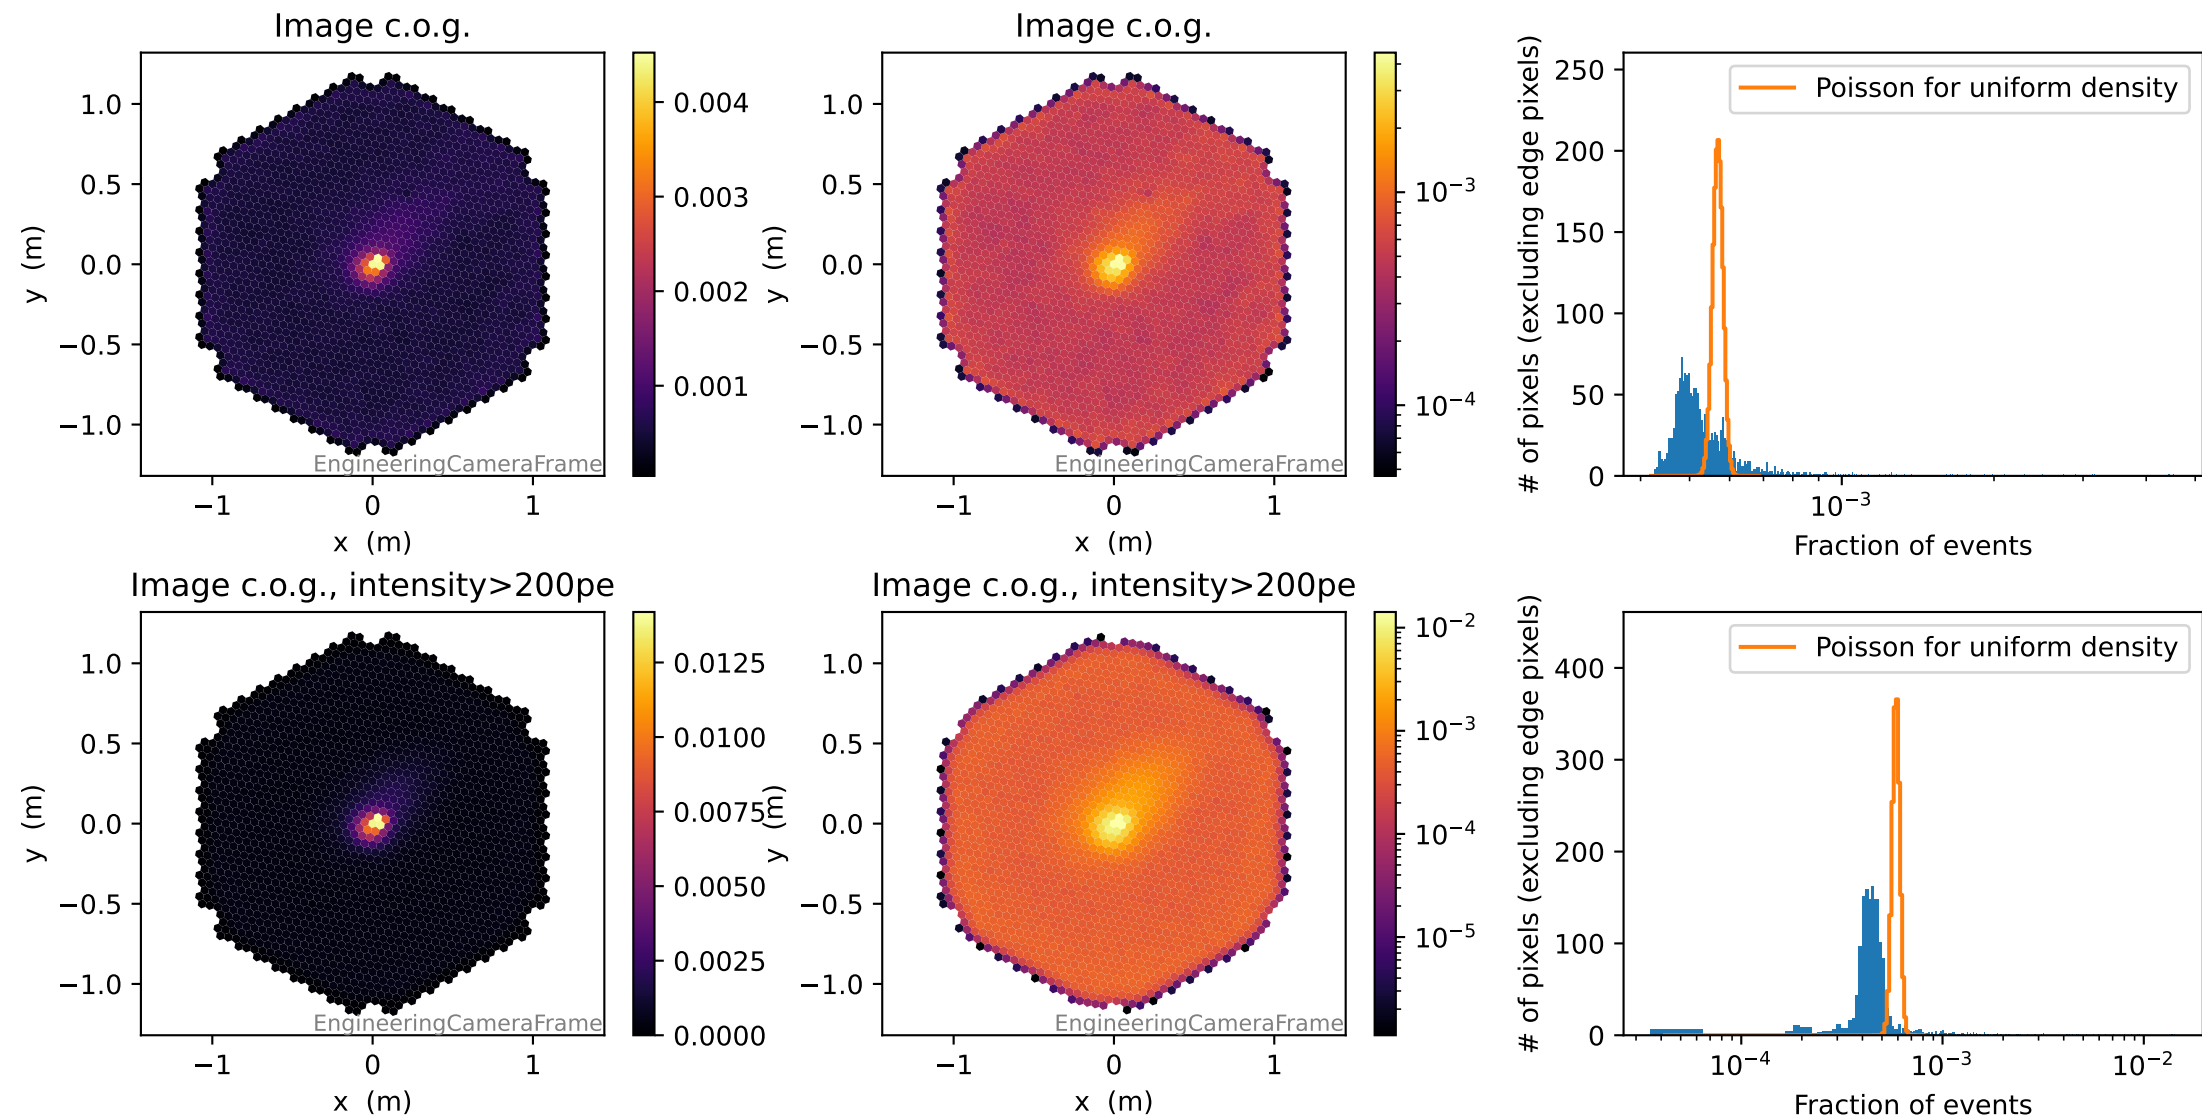 Image c.o.g.
1.0
0.5
0.0
−0.5
−1.0
y (m)
−1 0 1
x (m)
EngineeringCameraFrame
0.004
0.003
0.002
0.001
Image c.o.g.
1.0
0.5
0.0
−0.5
−1.0
y (m)
−1 0 1
x (m)
EngineeringCameraFrame
10⁻³
10⁻⁴
250
200
150
100
50
0
# of pixels (excluding edge pixels)
Poisson for uniform density
10⁻³
Fraction of events
Image c.o.g., intensity>200pe
1.0
0.5
0.0
−0.5
−1.0
y (m)
−1 0 1
x (m)
EngineeringCameraFrame
0.0125
0.0100
0.0075
0.0050
0.0025
0.0000
Image c.o.g., intensity>200pe
1.0
0.5
0.0
−0.5
−1.0
y (m)
−1 0 1
x (m)
EngineeringCameraFrame
10⁻²
10⁻³
10⁻⁴
10⁻⁵
400
300
200
100
0
# of pixels (excluding edge pixels)
Poisson for uniform density
10⁻⁴ 10⁻³ 10⁻²
Fraction of events